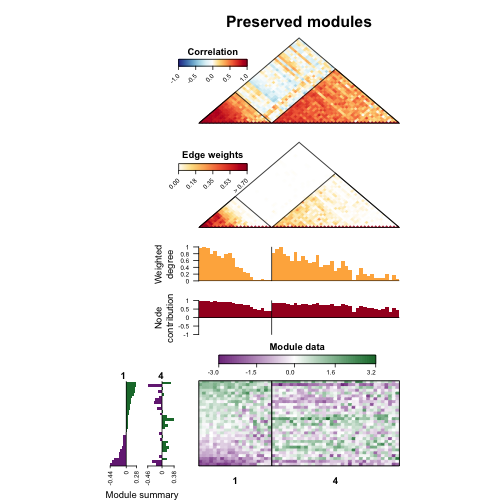 Preserved modules
Correlation
-1.0 -0.5 0.0 0.5 1.0
Edge weights
0.00 0.18 0.35 0.53 > 0.70
Weighted degree
1
0.8
0.6
0.4
0.2
0
Node contribution
1
0.5
0
-0.5
-1
Module data
-3.0 -1.5 0.0 1.6 3.2
1 4
-0.44 0 0.28 -0.46 0 0.38
Module summary
1 4